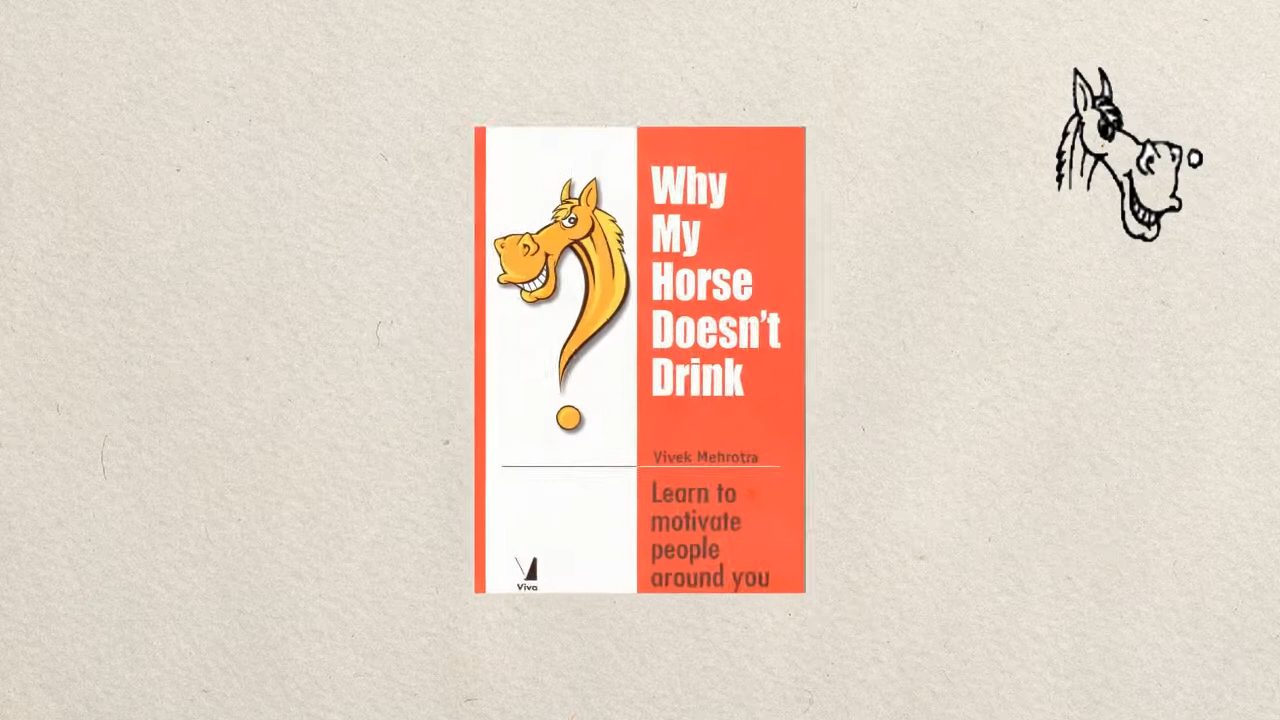 Why
My
Horse
Doesn't
Drink
Vivek Mehrotra
Learn to
motivate
people
around you
Viva